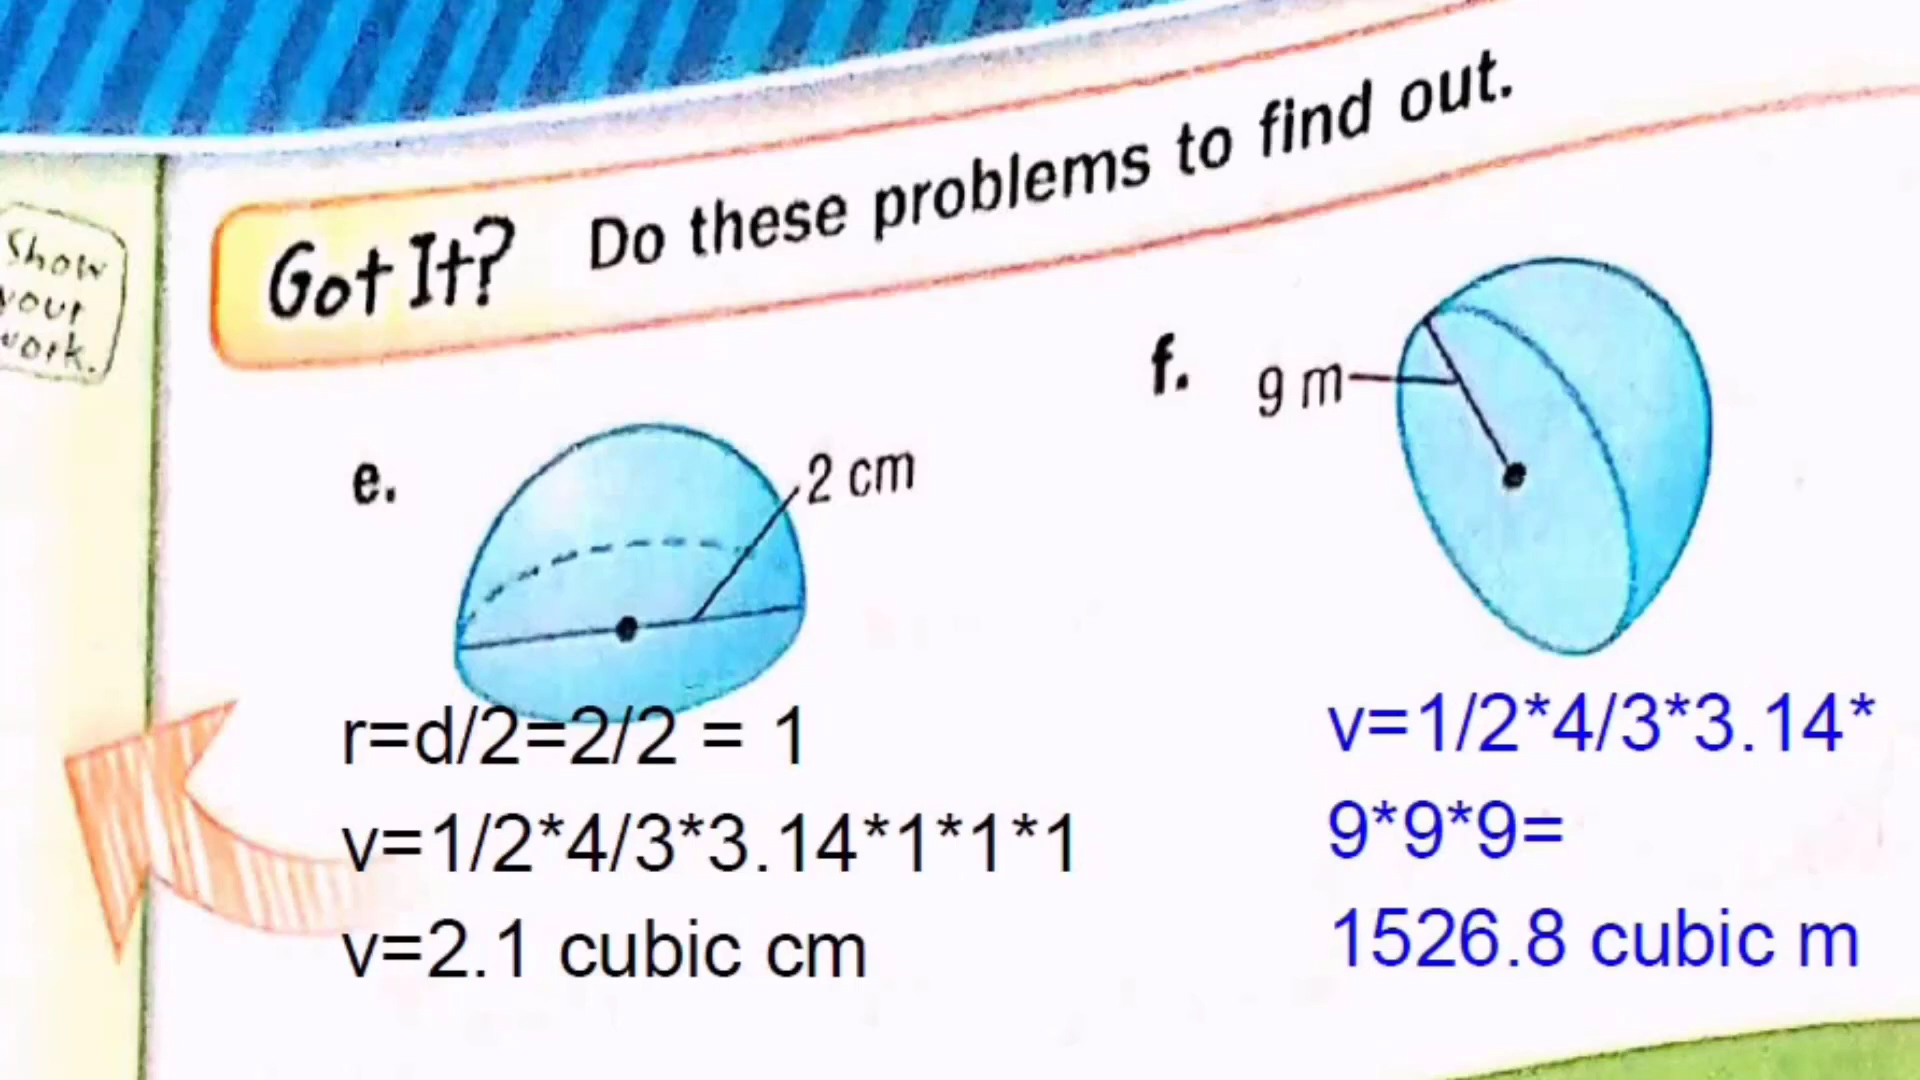 Show
your
work.
Got It? Do these problems to find out.
e.
2 cm
f.
9 m
r=d/2=2/2 = 1
v=1/2*4/3*3.14*1*1*1
v=2.1 cubic cm
v=1/2*4/3*3.14*
9*9*9=
1526.8 cubic m